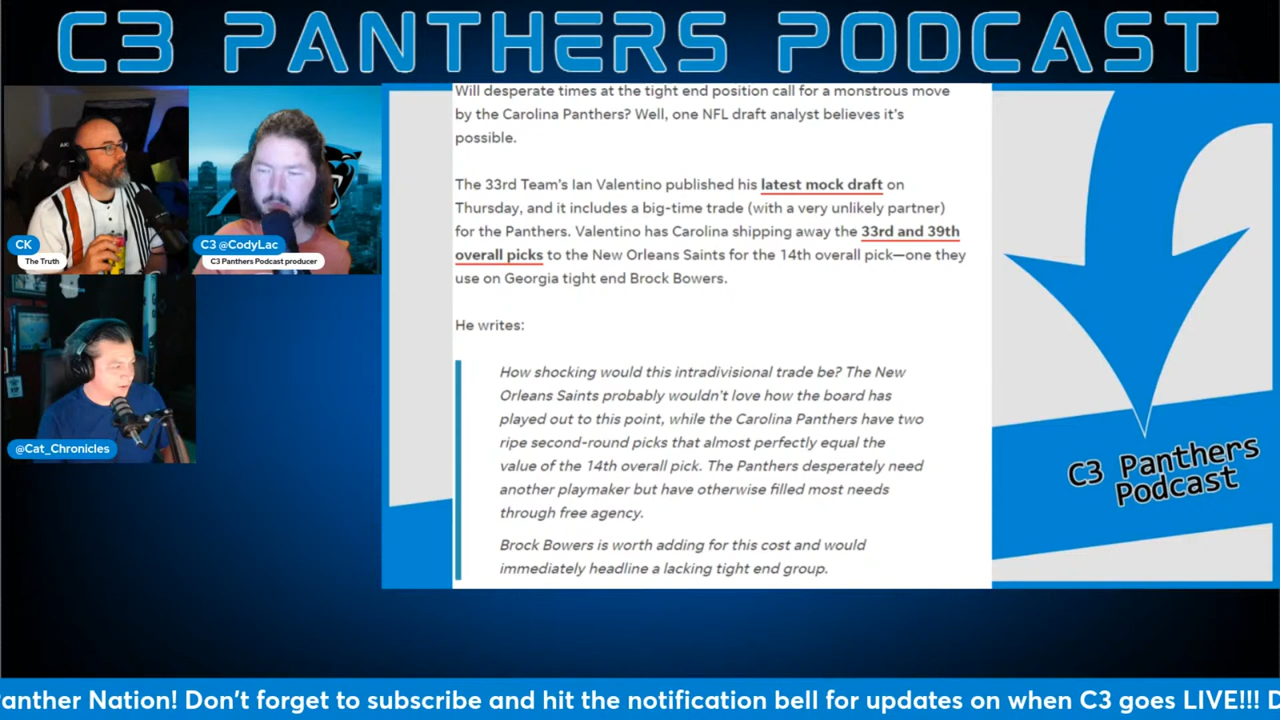 C3 PANTHERS PODCAST
CK
The Truth
C3 @CodyLac
C3 Panthers Podcast producer
@Cat_Chronicles
Will desperate times at the tight end position call for a monstrous move
by the Carolina Panthers? Well, one NFL draft analyst believes it's
possible.
The 33rd Team's Ian Valentino published his latest mock draft on
Thursday, and it includes a big-time trade (with a very unlikely partner)
for the Panthers. Valentino has Carolina shipping away the 33rd and 39th
overall picks to the New Orleans Saints for the 14th overall pick—one they
use on Georgia tight end Brock Bowers.
He writes:
How shocking would this intradivisional trade be? The New
Orleans Saints probably wouldn't love how the board has
played out to this point, while the Carolina Panthers have two
ripe second-round picks that almost perfectly equal the
value of the 14th overall pick. The Panthers desperately need
another playmaker but have otherwise filled most needs
through free agency.
Brock Bowers is worth adding for this cost and would
immediately headline a lacking tight end group.
C3 Panthers
Podcast
Panther Nation! Don't forget to subscribe and hit the notification bell for updates on when C3 goes LIVE!!! D